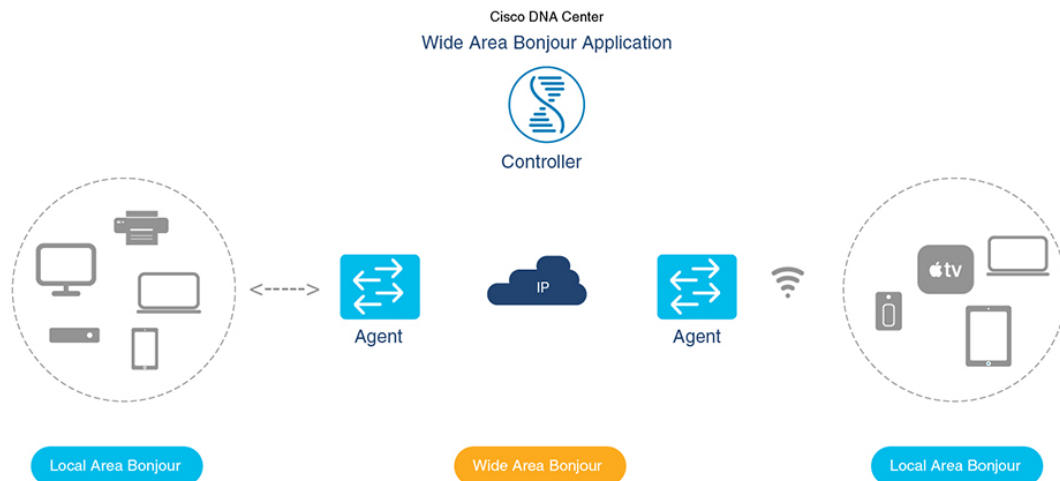 Cisco DNA Center
Wide Area Bonjour Application
Controller
tv
IP
Agent
Agent
Local Area Bonjour
Wide Area Bonjour
Local Area Bonjour